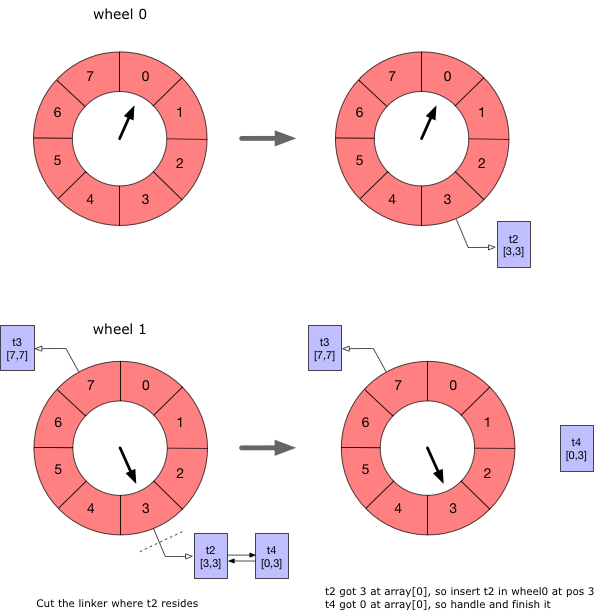 wheel 0
7 0 7 0
6 1 6 1
5 2 5 2
4 3 4 3
t2
[3,3]
wheel 1
t3
[7,7]
t3
[7,7]
7 0 7 0
6 1 6 1
5 2 5 2
4 3 4 3
t4
[0,3]
t2
[3,3]
t4
[0,3]
Cut the linker where t2 resides
t2 got 3 at array[0], so insert t2 in wheel0 at pos 3
t4 got 0 at array[0], so handle and finish it